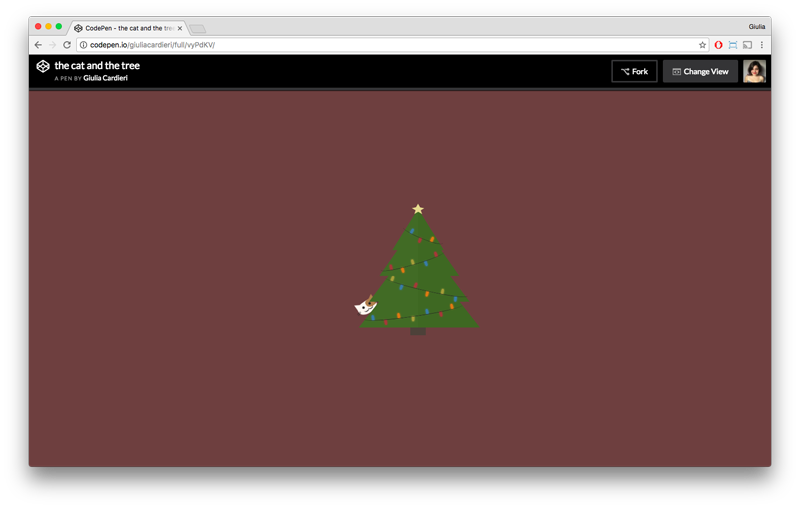 CodePen - the cat and the tre
Giulia
codepen.io/giuliacardieri/full/vyPdKV/
the cat and the tree
A PEN BY Giulia Cardieri
Fork
Change View